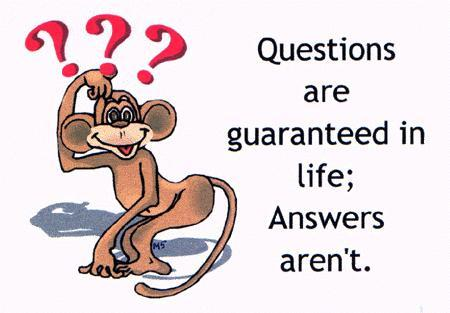 ???
Questions
are
guaranteed in
life;
Answers
aren't.
MS